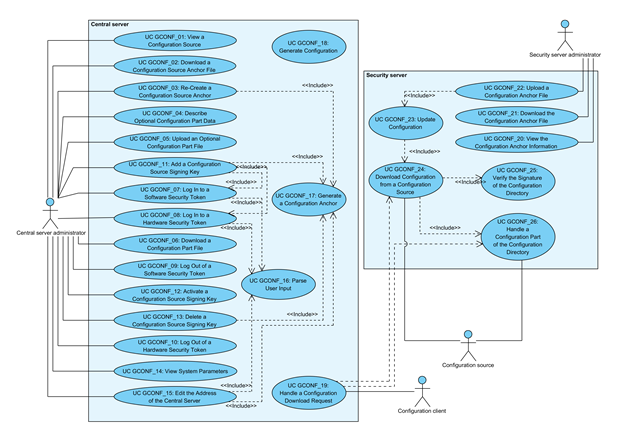 Central server
UC GCONF_01: View a
Configuration Source
UC GCONF_02: Download a
Configuration Source Anchor File
UC GCONF_03: Re-Create a
Configuration Source Anchor
UC GCONF_04: Describe
Optional Configuration Part Data
UC GCONF_05: Upload an Optional
Configuration Part File
UC GCONF_11: Add a Configuration
Source Signing Key
UC GCONF_07: Log In to a
Software Security Token
UC GCONF_08: Log In to a
Hardware Security Token
UC GCONF_06: Download a
Configuration Part File
UC GCONF_09: Log Out of a
Software Security Token
UC GCONF_12: Activate a
Configuration Source Signing Key
UC GCONF_13: Delete a
Configuration Source Signing Key
UC GCONF_10: Log Out of a
Hardware Security Token
UC GCONF_14: View System Parameters
UC GCONF_15: Edit the Address
of the Central Server
Central server administrator
UC GCONF_18:
Generate Configuration
<<Include>>
<<Include>>
<<Include>>
<<Include>>
UC GCONF_17: Generate
a Configuration Anchor
<<Include>>
UC GCONF_16: Parse
User Input
<<Include>>
<<Include>>
<<Include>>
UC GCONF_19:
Handle a Configuration
Download Request
<<Include>>
Configuration client
Security server administrator
Security server
UC GCONF_22: Upload a
Configuration Anchor File
<<Include>>
UC GCONF_21: Download the
Configuration Anchor File
UC GCONF_23: Update
Configuration
UC GCONF_20: View the
Configuration Anchor Information
<<Include>>
UC GCONF_24:
Download Configuration
from a Configuration
Source
<<Include>>
UC GCONF_25:
Verify the Signature
of the Configuration
Directory
<<Include>>
UC GCONF_26:
Handle a
Configuration Part
of the Configuration
Directory
Configuration source